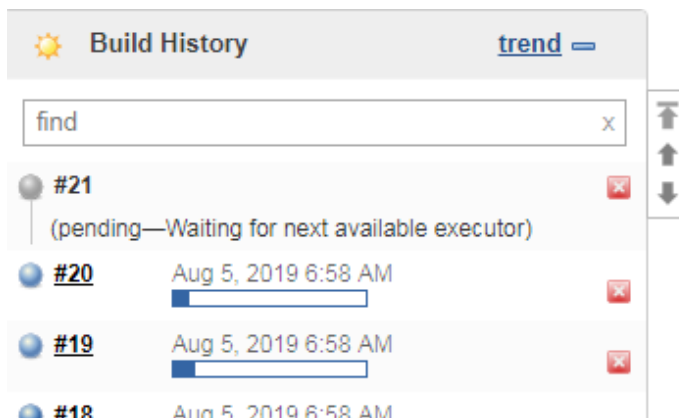 Build History trend
find x
#21
(pending—Waiting for next available executor)
#20 Aug 5, 2019 6:58 AM
#19 Aug 5, 2019 6:58 AM
#18 Aug 5, 2019 6:58 AM